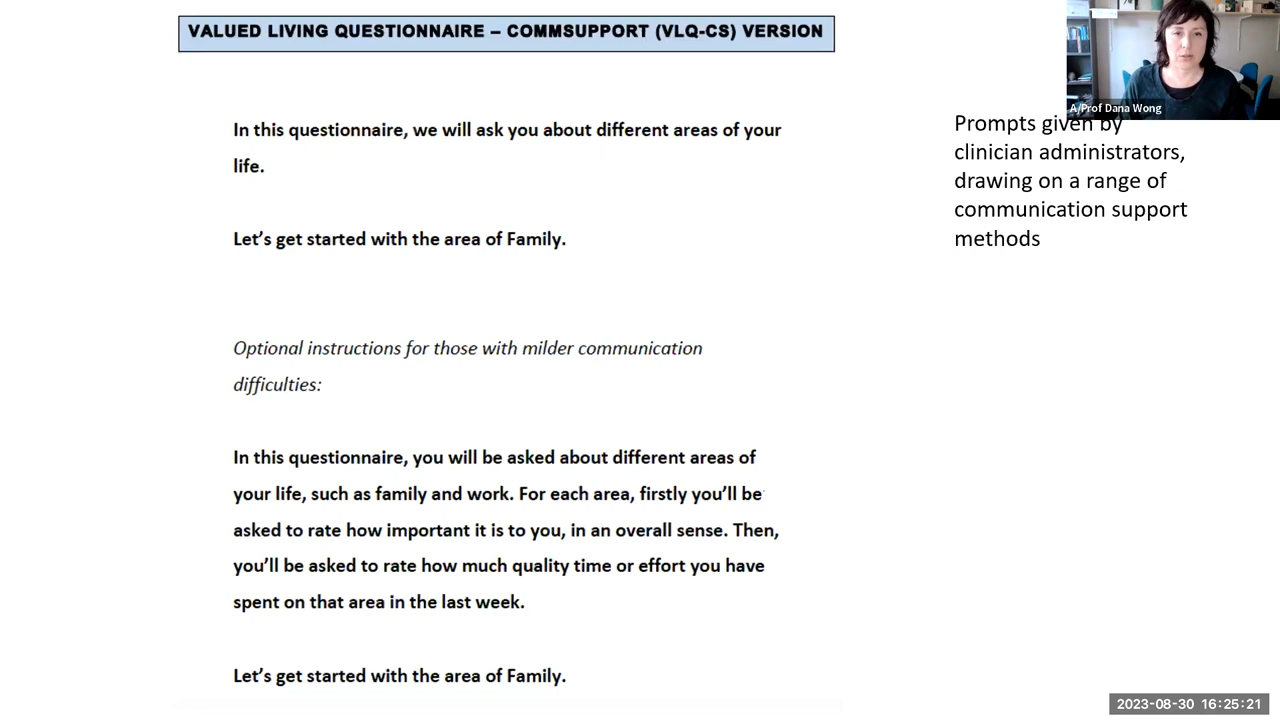 VALUED LIVING QUESTIONNAIRE – COMMSUPPORT (VLQ-CS) VERSION
In this questionnaire, we will ask you about different areas of your
life.
Let’s get started with the area of Family.
Optional instructions for those with milder communication
difficulties:
In this questionnaire, you will be asked about different areas of
your life, such as family and work. For each area, firstly you’ll be
asked to rate how important it is to you, in an overall sense. Then,
you’ll be asked to rate how much quality time or effort you have
spent on that area in the last week.
Let’s get started with the area of Family.
A/Prof Dana Wong
Prompts given by
clinician administrators,
drawing on a range of
communication support
methods
2023-08-30 16:25:21